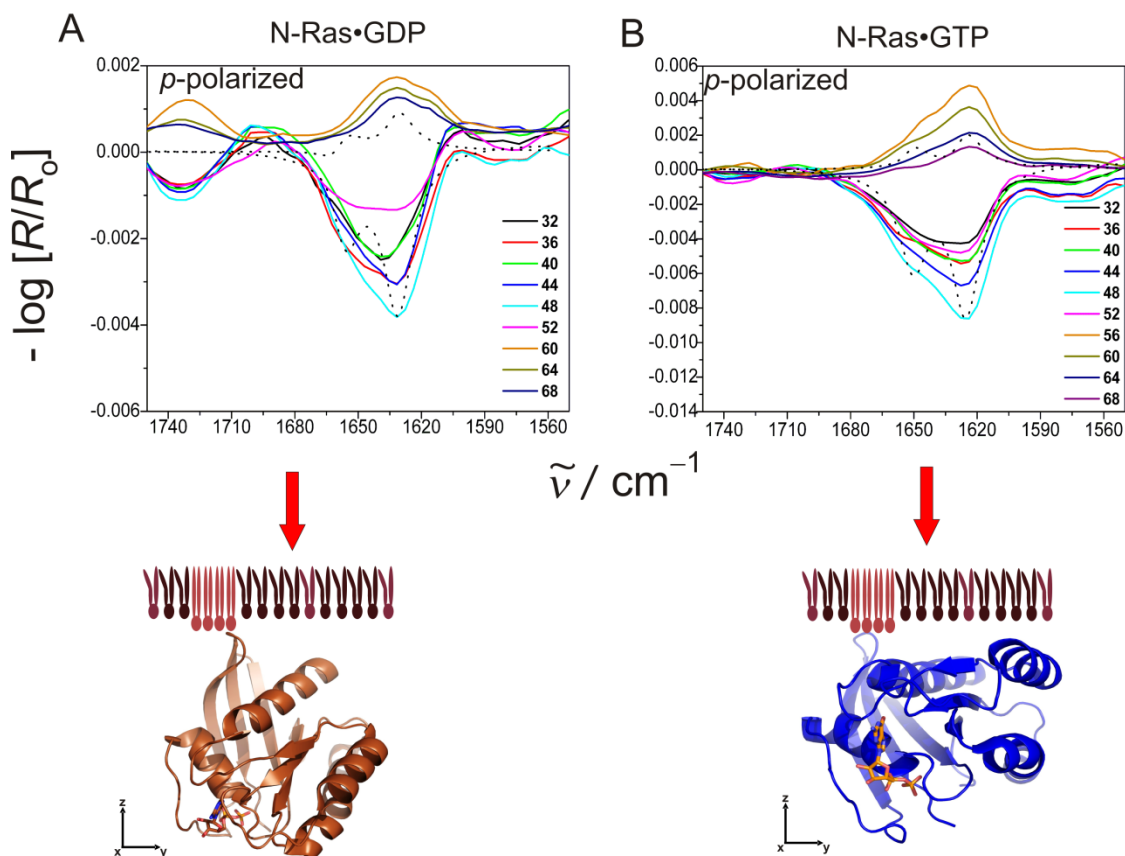 A
N-Ras•GDP
p-polarized
0.002
0.000
-0.002
-0.004
-0.006
1740 1710 1680 1650 1620 1590 1560
32
36
40
44
48
52
60
64
68
- log [R/Ro]
B
N-Ras•GTP
p-polarized
0.006
0.004
0.002
0.000
-0.002
-0.004
-0.006
-0.008
-0.010
-0.012
-0.014
1740 1710 1680 1650 1620 1590 1560
32
36
40
44
48
52
56
60
64
68
ν̃ / cm⁻¹
z
x y
z
x y